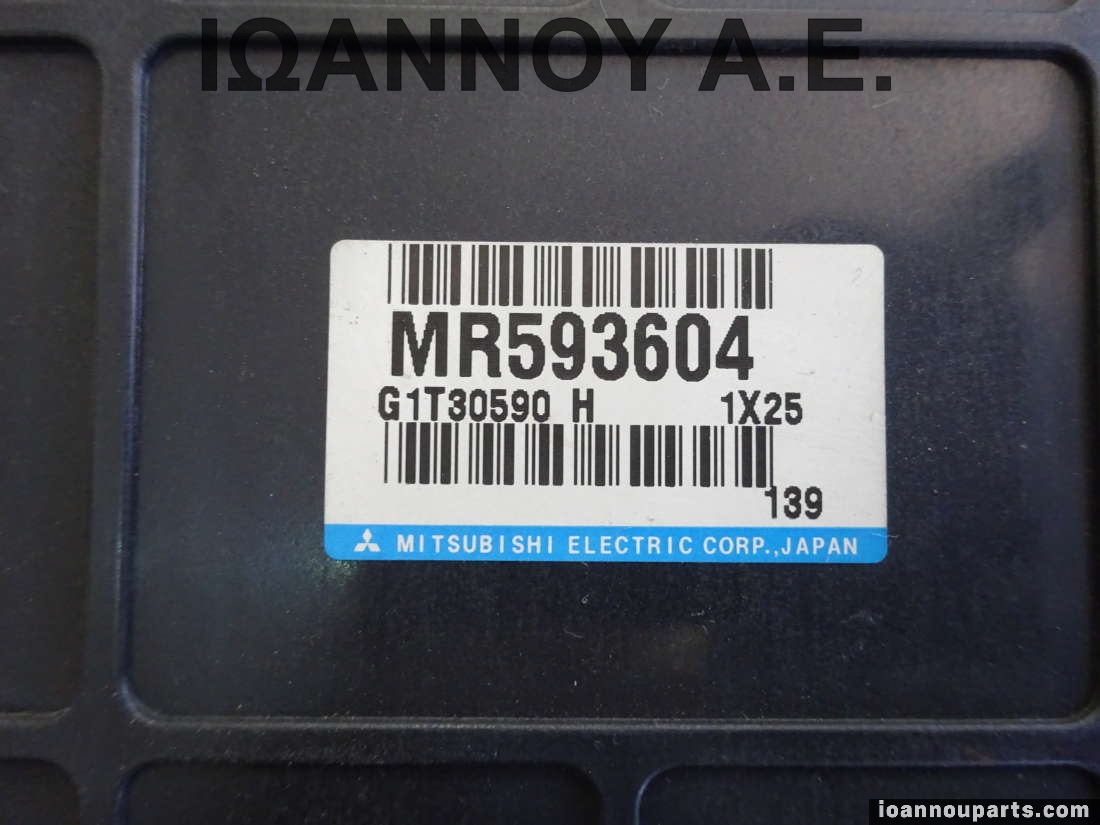 ΙΩΑΝΝΟΥ Α.Ε.
MR593604
G1T30590 H 1X25
139
MITSUBISHI ELECTRIC CORP.,JAPAN
ioannouparts.com